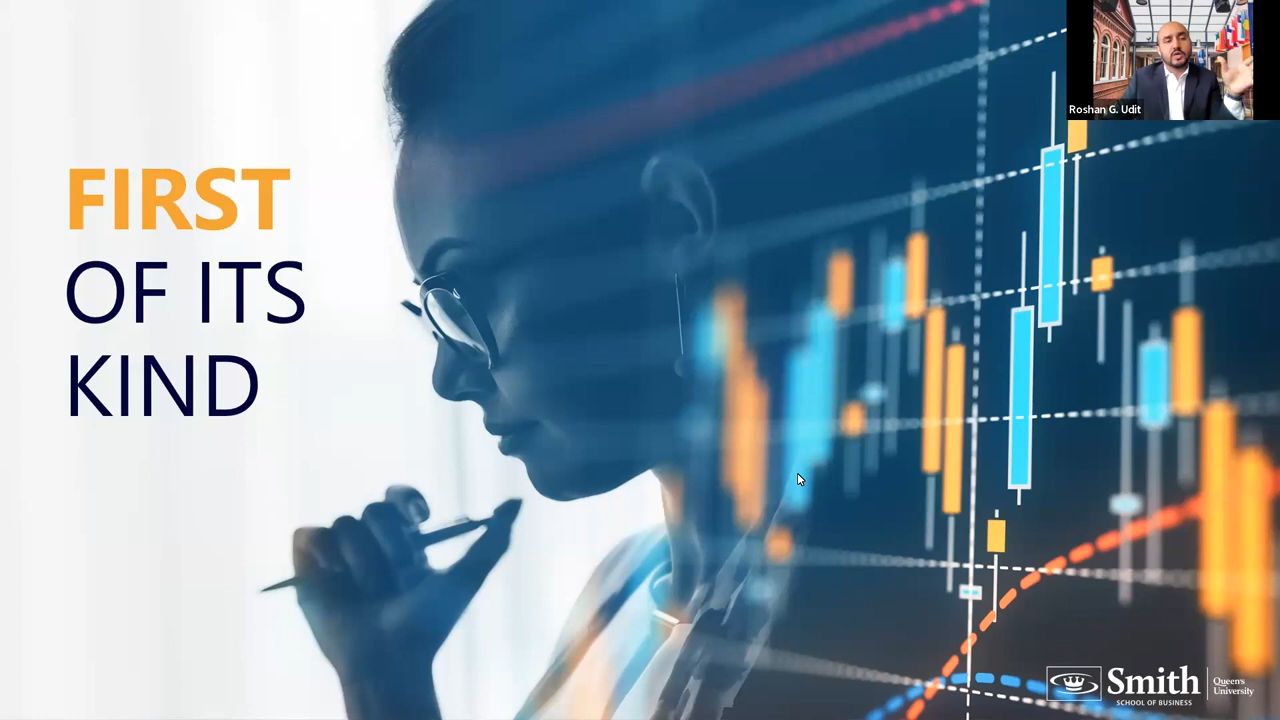 Roshan G. Udit
FIRST
OF ITS
KIND
Smith
SCHOOL OF BUSINESS
Queen's
University